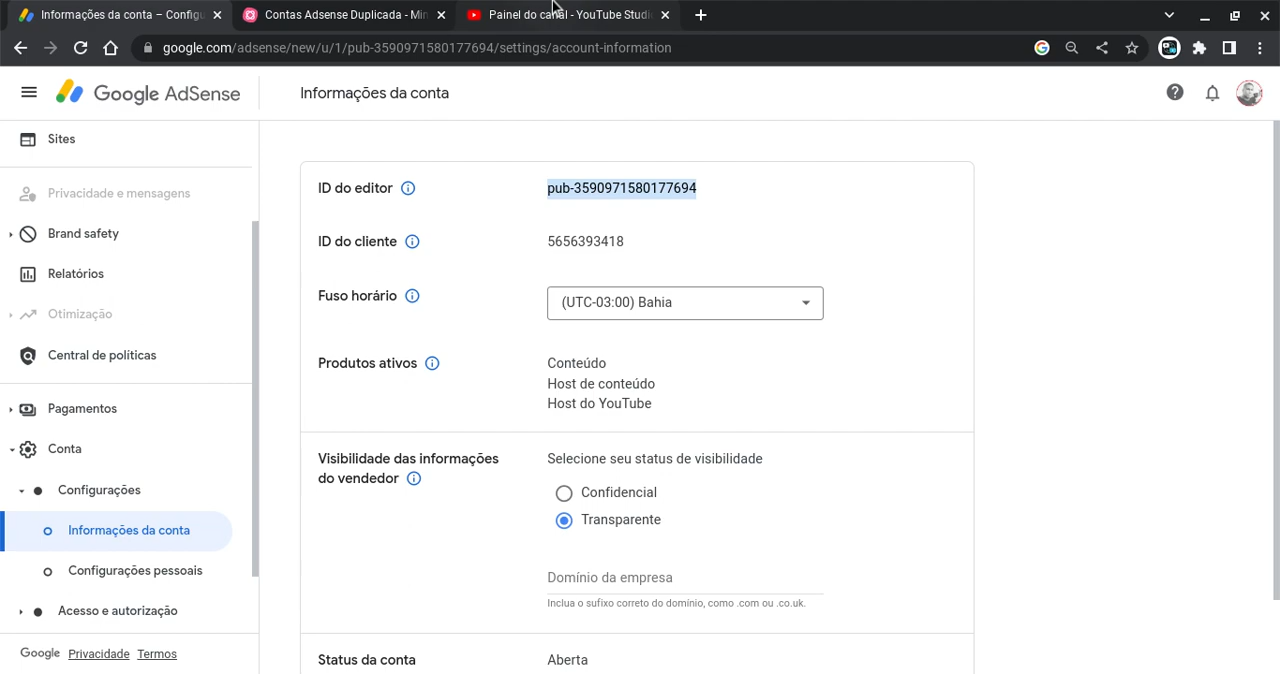 Informações da conta – Configu
Contas Adsense Duplicada - Min
Painel do canal - YouTube Studi
google.com/adsense/new/u/1/pub-3590971580177694/settings/account-information
Google AdSense
Informações da conta
Sites
Privacidade e mensagens
Brand safety
Relatórios
Otimização
Central de políticas
Pagamentos
Conta
Configurações
Informações da conta
Configurações pessoais
Acesso e autorização
Google Privacidade Termos
ID do editor
pub-3590971580177694
ID do cliente
5656393418
Fuso horário
(UTC-03:00) Bahia
Produtos ativos
Conteúdo
Host de conteúdo
Host do YouTube
Visibilidade das informações
do vendedor
Selecione seu status de visibilidade
Confidencial
Transparente
Domínio da empresa
Inclua o sufixo correto do domínio, como .com ou .co.uk.
Status da conta
Aberta